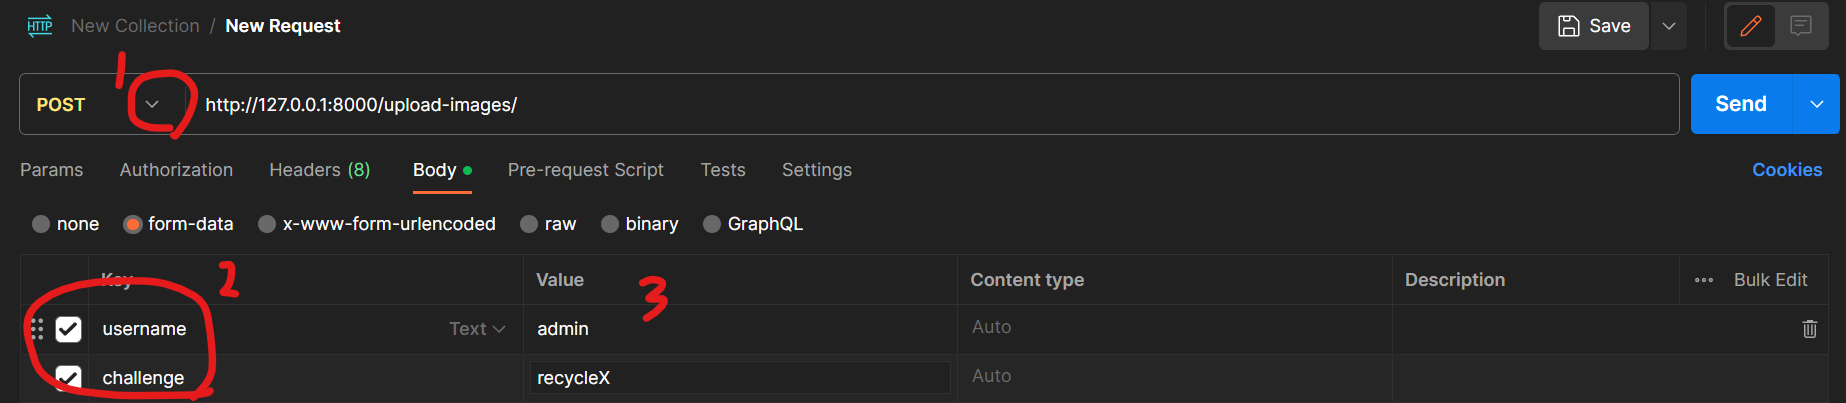 HTTP New Collection / New Request Save
1
POST http://127.0.0.1:8000/upload-images/ Send
Params Authorization Headers (8) Body Pre-request Script Tests Settings Cookies
none form-data x-www-form-urlencoded raw binary GraphQL
2
Key Value Content type Description ••• Bulk Edit
3
username Text admin Auto
challenge recycleX Auto